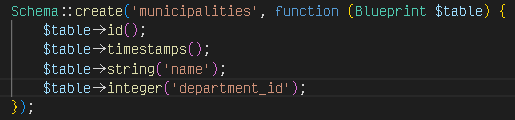 Schema::create('municipalities', function (Blueprint $table) {
$table->id();
$table->timestamps();
$table->string('name');
$table->integer('department_id');
});